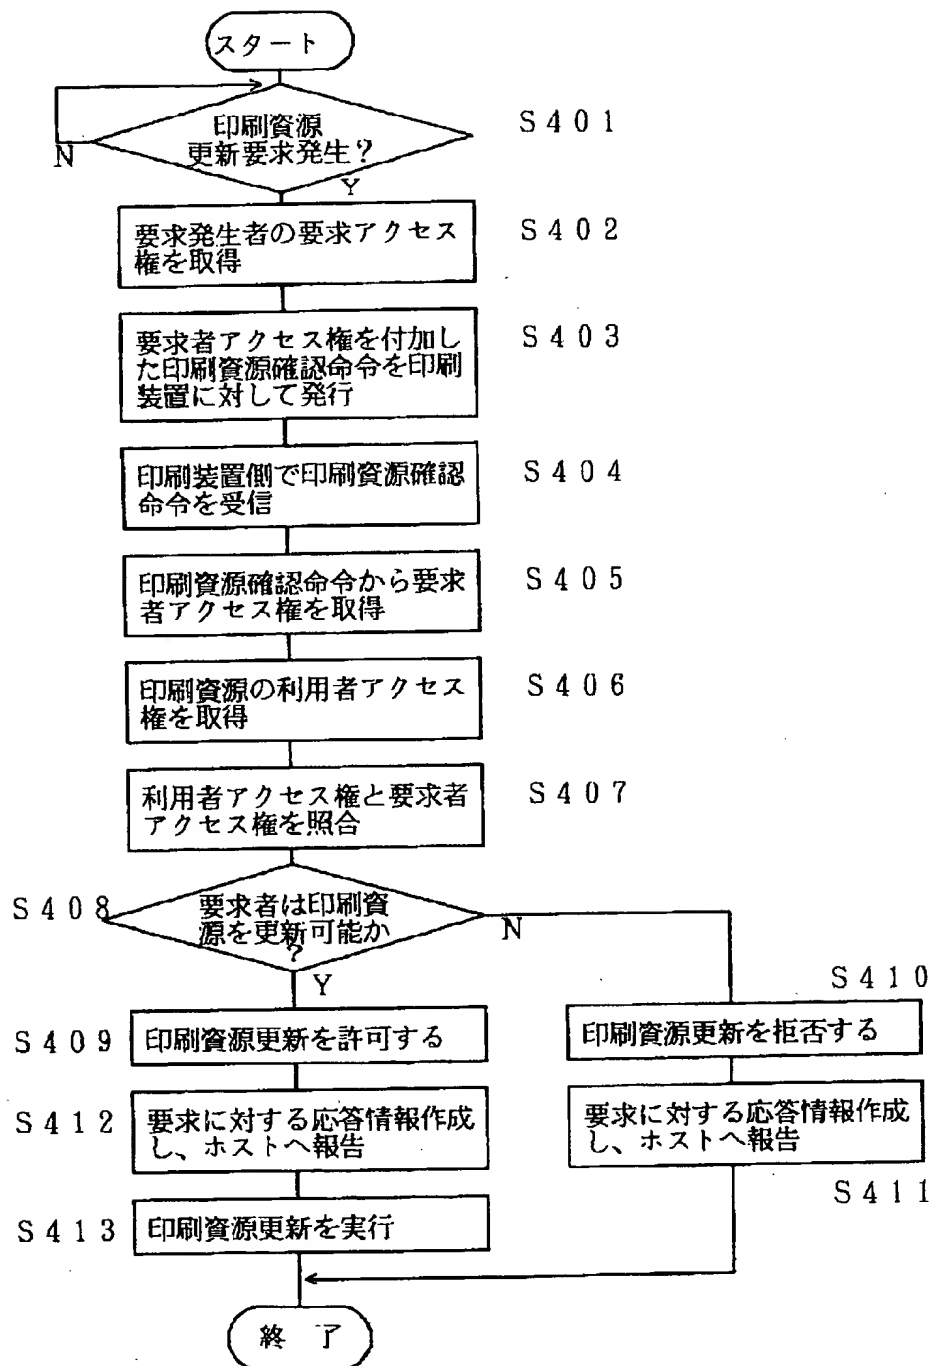 スタート
印刷資源
更新要求発生?
S401
N
Y
要求発生者の要求アクセス
権を取得
S402
要求者アクセス権を付加し
た印刷資源確認命令を印刷
装置に対して発行
S403
印刷装置側で印刷資源確認
命令を受信
S404
印刷資源確認命令から要求
者アクセス権を取得
S405
印刷資源の利用者アクセス
権を取得
S406
利用者アクセス権と要求者
アクセス権を照合
S407
S408
要求者は印刷資
源を更新可能か
?
N
Y
S409
印刷資源更新を許可する
S410
印刷資源更新を拒否する
S412
要求に対する応答情報作成
し、ホストへ報告
要求に対する応答情報作成
し、ホストへ報告
S411
S413
印刷資源更新を実行
終 了